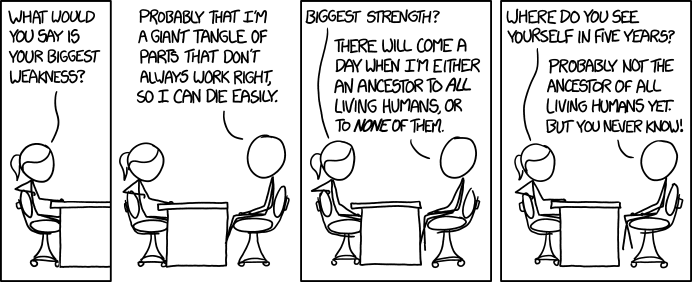 WHAT WOULD
YOU SAY IS
YOUR BIGGEST
WEAKNESS?
PROBABLY THAT I'M
A GIANT TANGLE OF
PARTS THAT DON'T
ALWAYS WORK RIGHT,
SO I CAN DIE EASILY.
BIGGEST STRENGTH?
THERE WILL COME A
DAY WHEN I'M EITHER
AN ANCESTOR TO ALL
LIVING HUMANS, OR
TO NONE OF THEM.
WHERE DO YOU SEE
YOURSELF IN FIVE YEARS?
PROBABLY NOT THE
ANCESTOR OF ALL
LIVING HUMANS YET.
BUT YOU NEVER KNOW!